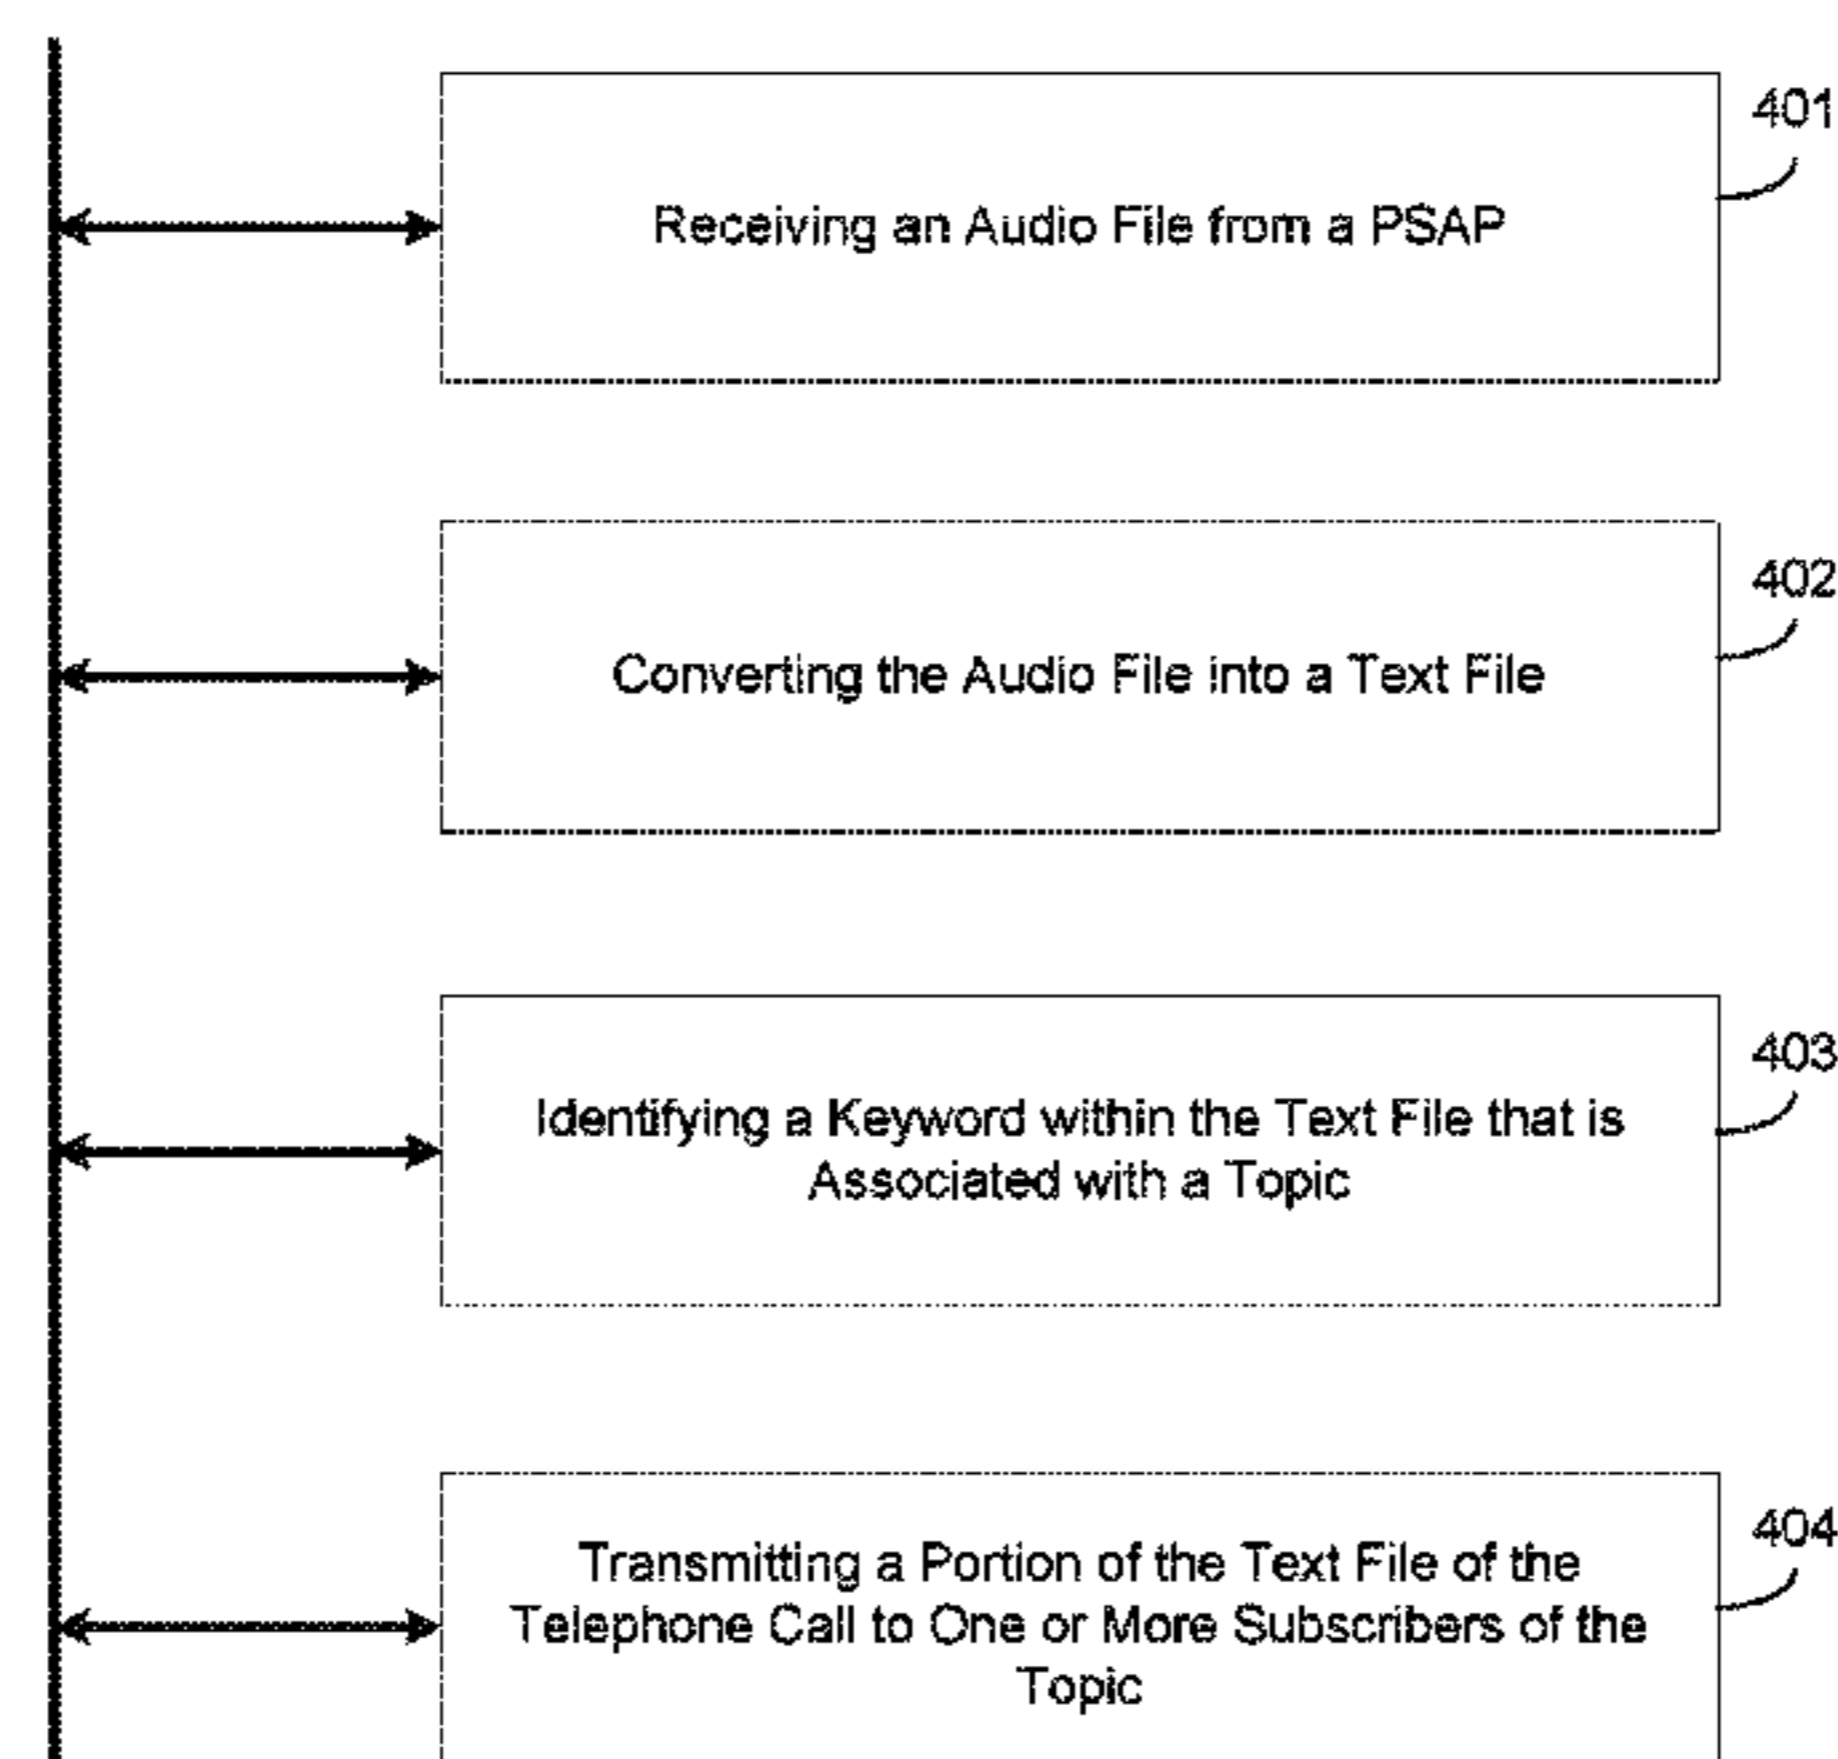 401
Receiving an Audio File from a PSAP
402
Converting the Audio File into a Text File
403
Identifying a Keyword within the Text File that is
Associated with a Topic
404
Transmitting a Portion of the Text File of the
Telephone Call to One or More Subscribers of the
Topic